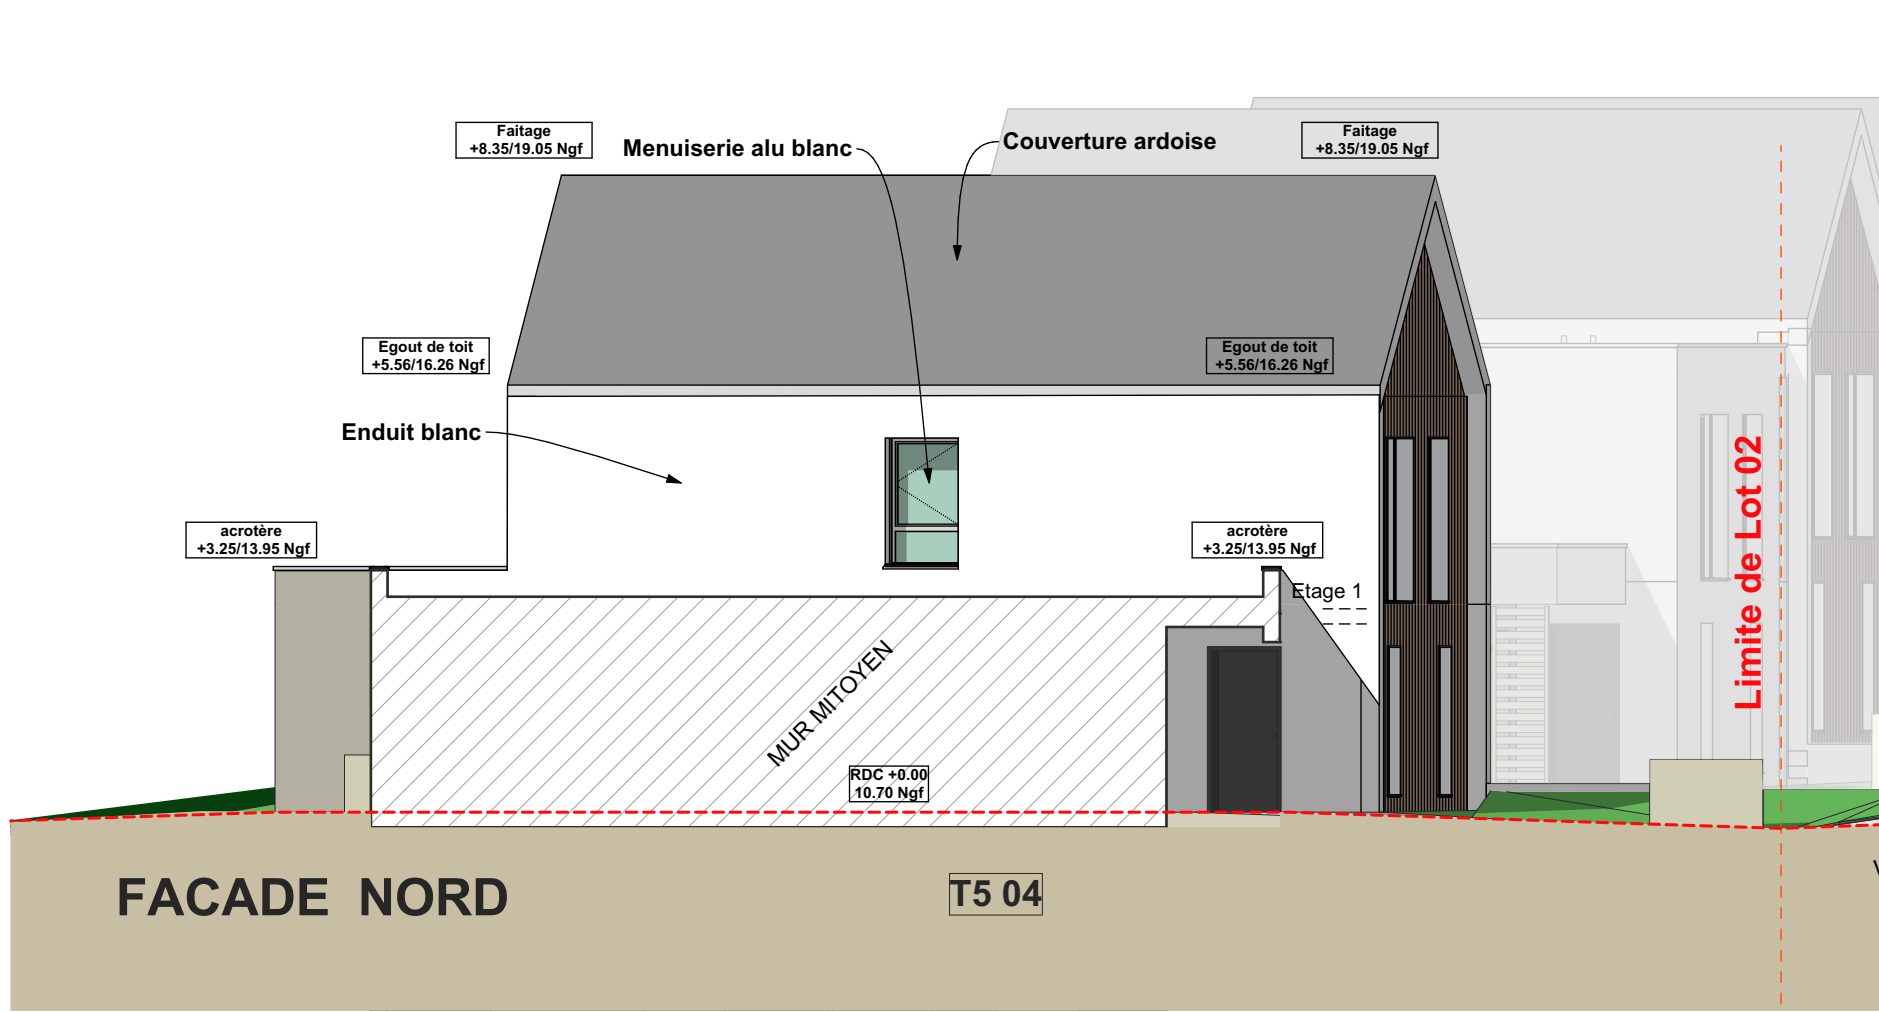 Faitage
+8.35/19.05 Ngf
Menuiserie alu blanc
Couverture ardoise
Faitage
+8.35/19.05 Ngf
Egout de toit
+5.56/16.26 Ngf
Egout de toit
+5.56/16.26 Ngf
Enduit blanc
acrotère
+3.25/13.95 Ngf
acrotère
+3.25/13.95 Ngf
Etage 1
Limite de Lot 02
MUR MITOYEN
RDC +0.00
10.70 Ngf
FACADE NORD
T5 04